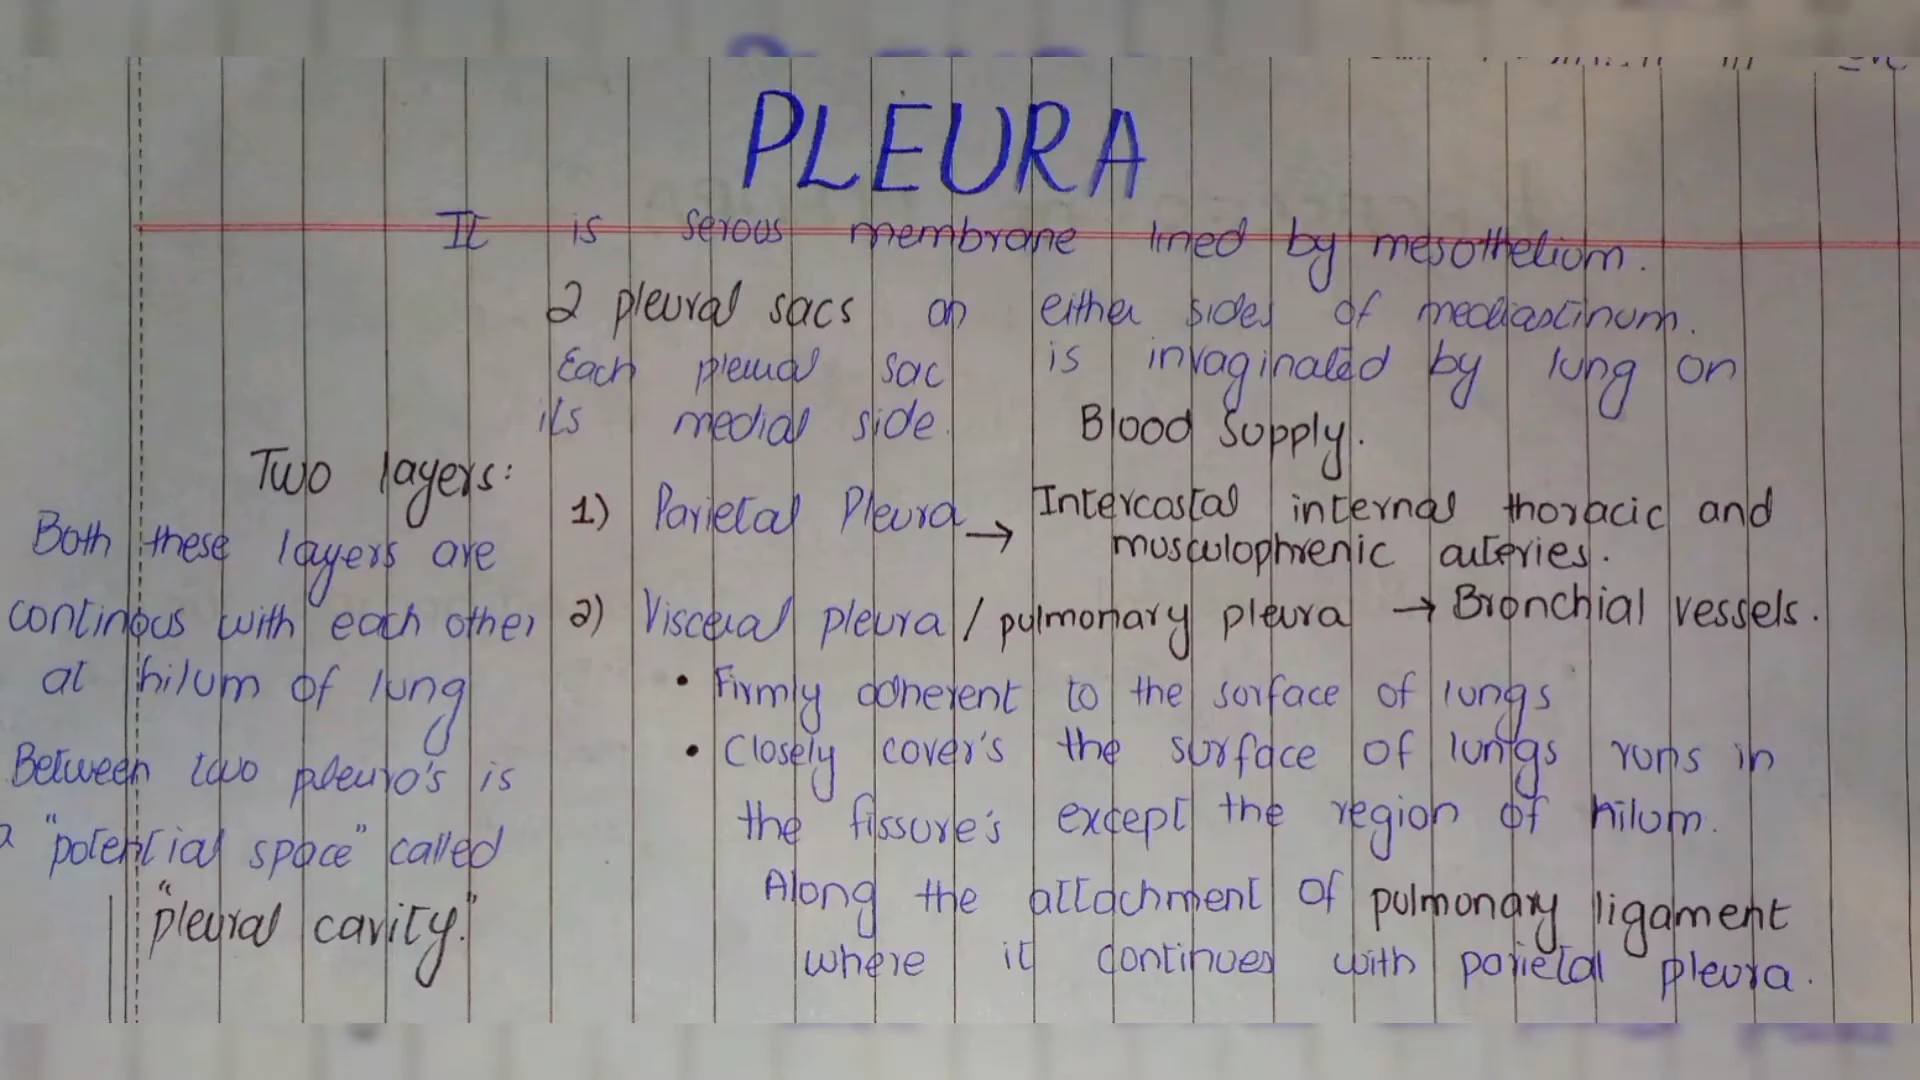 PLEURA
It is serous membrane lined by mesothelium.
2 pleural sacs on either sides of mediastinum.
Each pleural sac is invaginated by lung on
its medial side.
Blood Supply.
Two layers:
1) Parietal Pleura → Intercostal internal thoracic and
musculophrenic arteries.
2) Visceral pleura / pulmonary pleura → Bronchial vessels.
• Firmly adherent to the surface of lungs
• Closely cover's the surface of lungs runs in
the fissure's except the region of hilum.
Along the attachment of pulmonary ligament
where it continues with parietal pleura.
Both these layers are
continous with each other
at hilum of lung
Between two pleura's is
a "potential space" called
"pleural cavity."